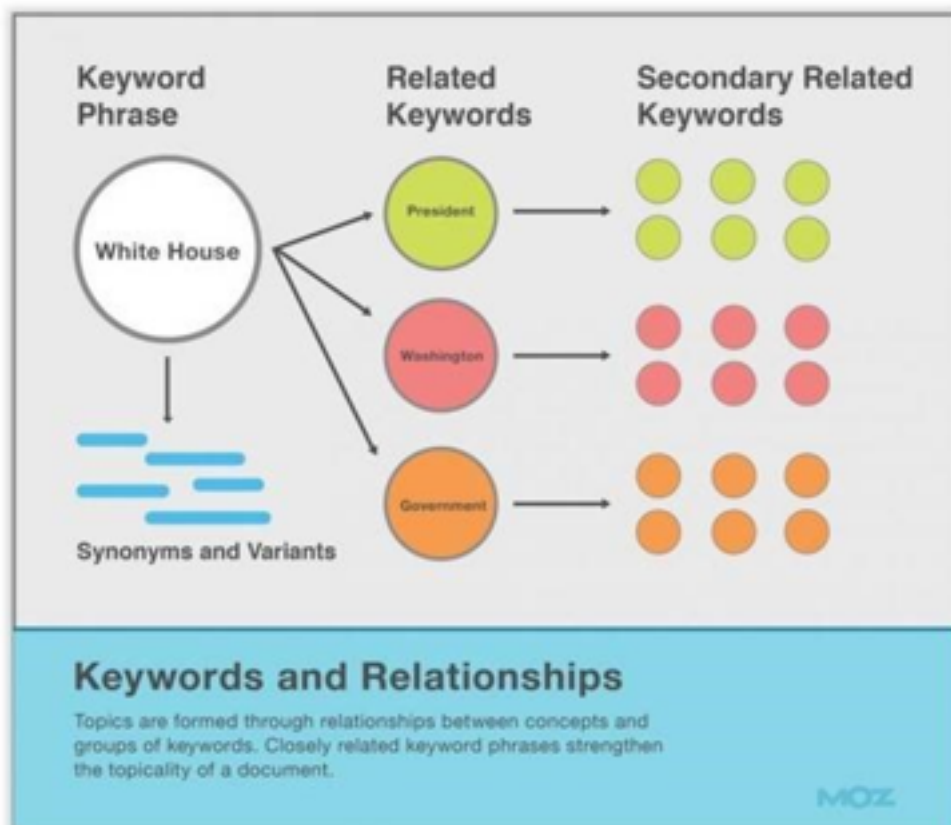 Keyword
Phrase
Related
Keywords
Secondary Related
Keywords
White House
President
Washington
Government
Synonyms and Variants
Keywords and Relationships
Topics are formed through relationships between concepts and
groups of keywords. Closely related keyword phrases strengthen
the topicality of a document.
MOZ